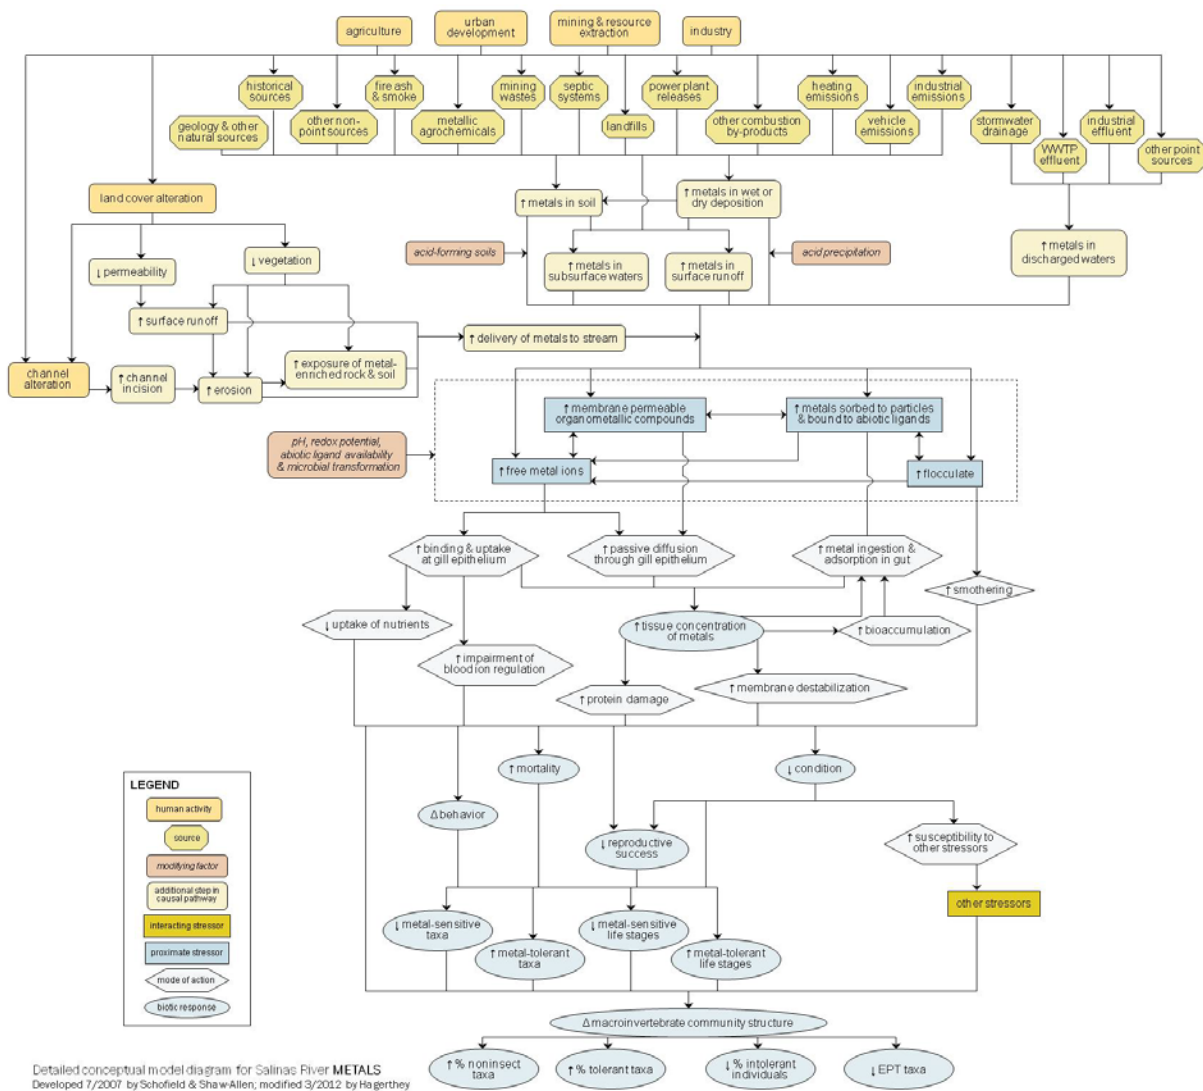 agriculture
urban
development
mining & resource
extraction
industry
historical
sources
fire ash
& smoke
mining
wastes
septic
systems
power plant
releases
heating
emissions
industrial
emissions
geology & other
natural sources
other non-
point sources
metallic
agrochemicals
landfills
other combustion
by-products
vehicle
emissions
stormwater
drainage
WWTP
effluent
industrial
effluent
other point
sources
land cover alteration
↑ metals in soil
↑ metals in wet or
dry deposition
acid-forming soils
acid precipitation
↑ metals in
discharged waters
↓ permeability
↓ vegetation
↑ metals in
subsurface waters
↑ metals in
surface runoff
↑ surface runoff
↑ delivery of metals to stream
channel
alteration
↑ channel
incision
↑ erosion
↑ exposure of metal-
enriched rock & soil
↑ membrane permeable
organometallic compounds
↑ metals sorbed to particles
& bound to abiotic ligands
pH, redox potential,
abiotic ligand availability
& microbial transformation
↑ free metal ions
↑ flocculate
↑ binding & uptake
at gill epithelium
↑ passive diffusion
through gill epithelium
↑ metal ingestion &
adsorption in gut
↑ smothering
↓ uptake of nutrients
↑ tissue concentration
of metals
↑ bioaccumulation
↑ impairment of
blood ion regulation
↑ protein damage
↑ membrane destabilization
↑ mortality
↓ condition
Δ behavior
↓ reproductive
success
↑ susceptibility to
other stressors
other stressors
↓ metal-sensitive
taxa
↑ metal-tolerant
taxa
↓ metal-sensitive
life stages
↑ metal-tolerant
life stages
Δ macroinvertebrate community structure
↑ % noninsect
taxa
↑ % tolerant taxa
↓ % intolerant
individuals
↓ EPT taxa
LEGEND
human activity
source
modifying factor
additional step in
causal pathway
interacting stressor
proximate stressor
mode of action
biotic response
Detailed conceptual model diagram for Salinas River METALS
Developed 7/2007 by Schofield & Shaw-Allen; modified 3/2012 by Hagerthey